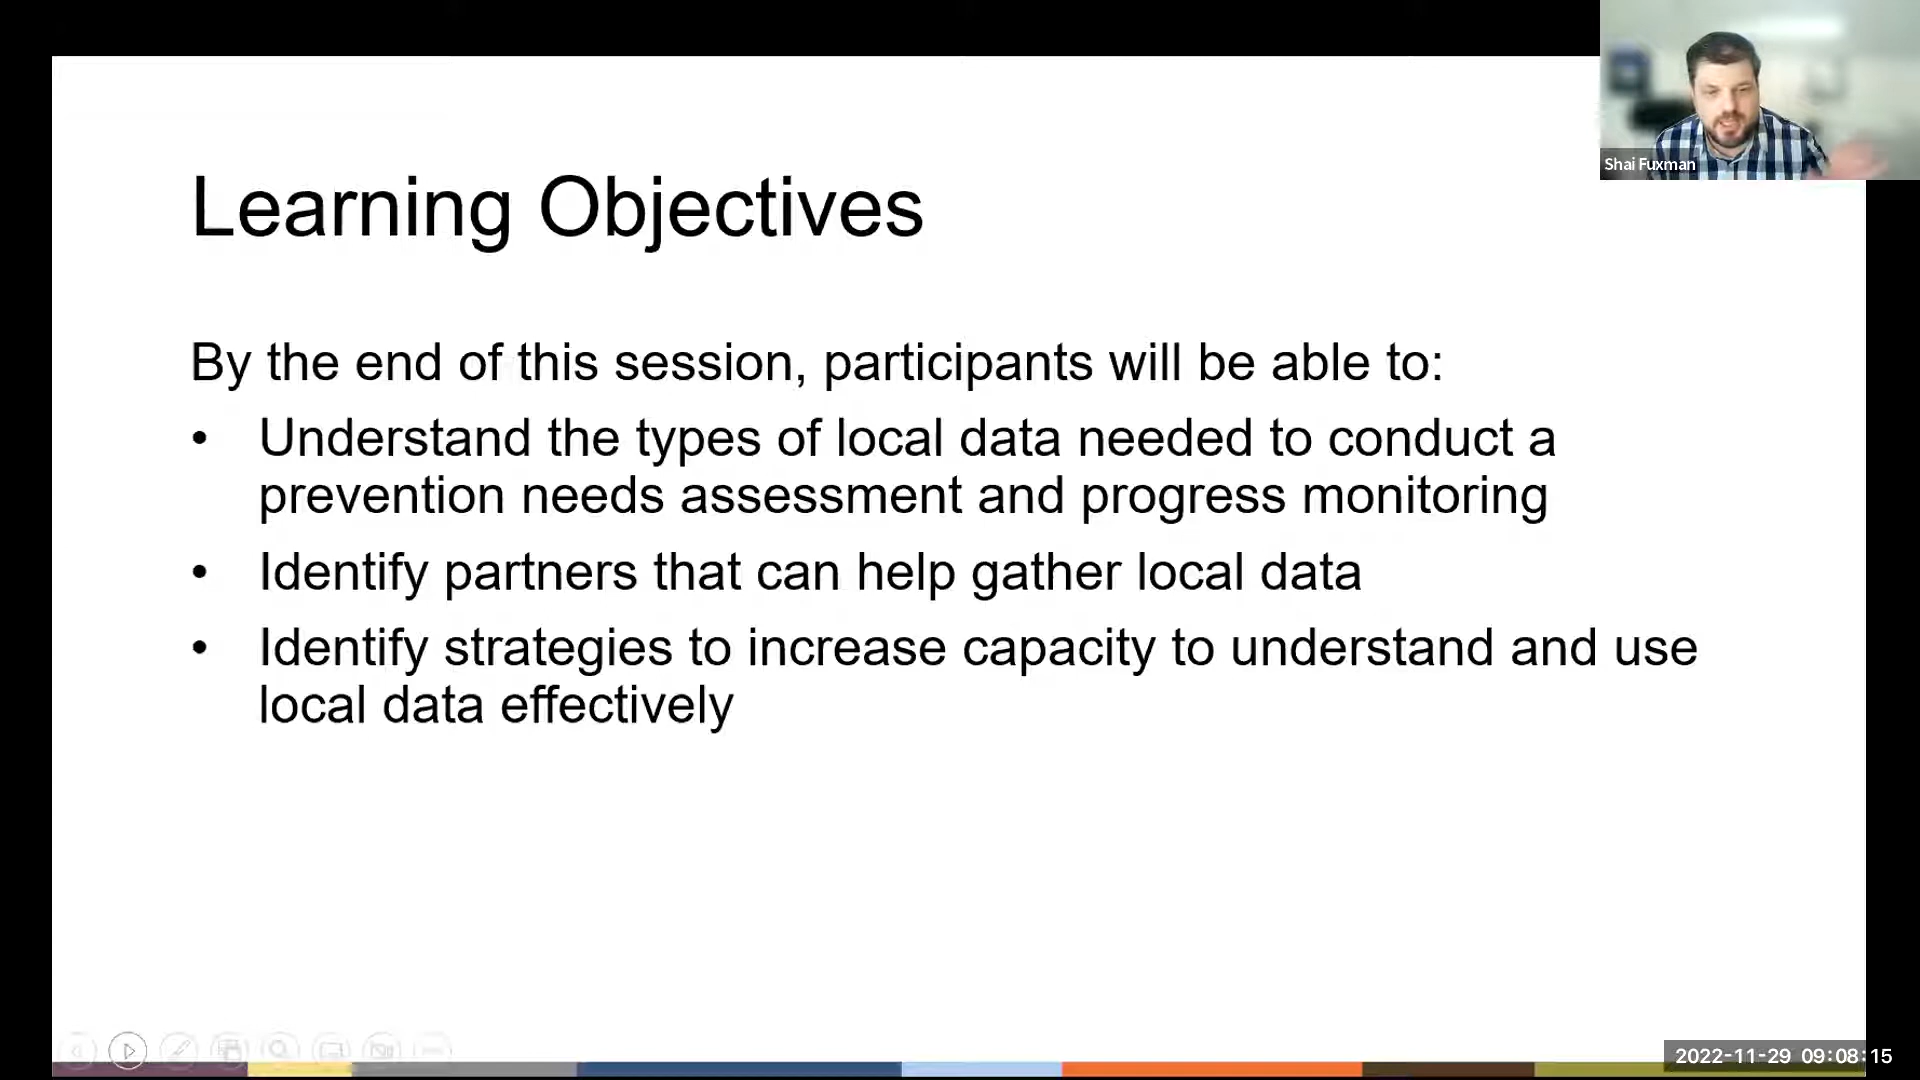 Shai Fuxman
Learning Objectives
By the end of this session, participants will be able to:
• Understand the types of local data needed to conduct a
prevention needs assessment and progress monitoring
• Identify partners that can help gather local data
• Identify strategies to increase capacity to understand and use
local data effectively
2022-11-29 09:08:15